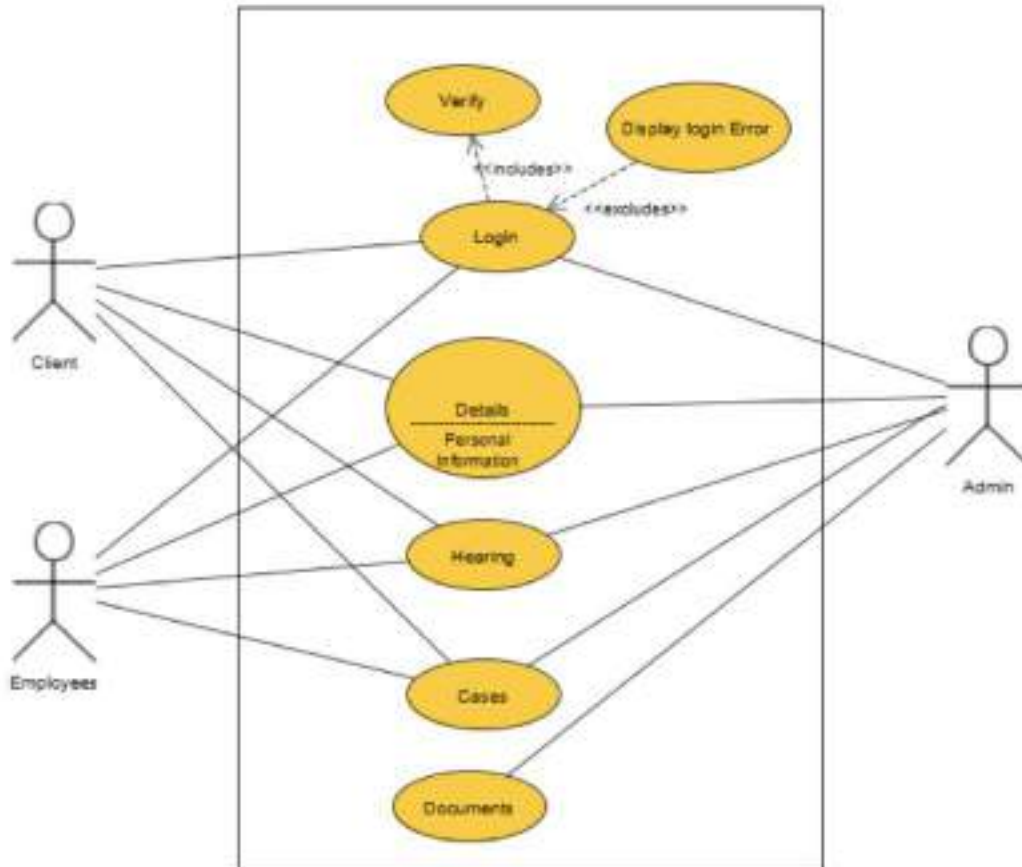 Verify
Display login Error
<<includes>>
<<excludes>>
Login
Client
Details
Personal
Information
Admin
Hearing
Employees
Cases
Documents